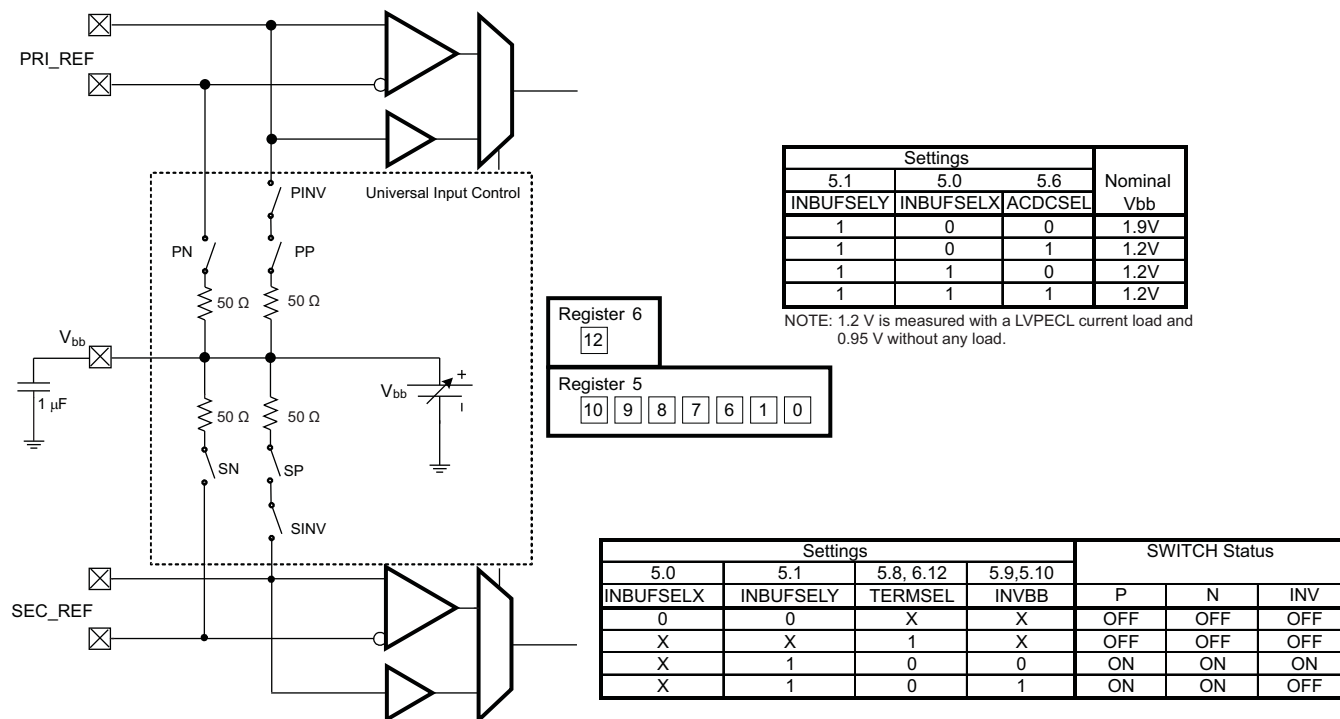 PRI_REF
PINV
Universal Input Control
PN
PP
50 Ω
50 Ω
Vbb
1 μF
Vbb
+
50 Ω
50 Ω
SN
SP
SINV
SEC_REF
Register 6
12
Register 5
10 9 8 7 6 1 0
Settings
5.1 5.0 5.6 Nominal
INBUFSELY INBUFSELX ACDCSEL Vbb
1 0 0 1.9V
1 0 1 1.2V
1 1 0 1.2V
1 1 1 1.2V
NOTE: 1.2 V is measured with a LVPECL current load and
0.95 V without any load.
Settings SWITCH Status
5.0 5.1 5.8, 6.12 5.9,5.10
INBUFSELX INBUFSELY TERMSEL INVBB P N INV
0 0 X X OFF OFF OFF
X X 1 X OFF OFF OFF
X 1 0 0 ON ON ON
X 1 0 1 ON ON OFF